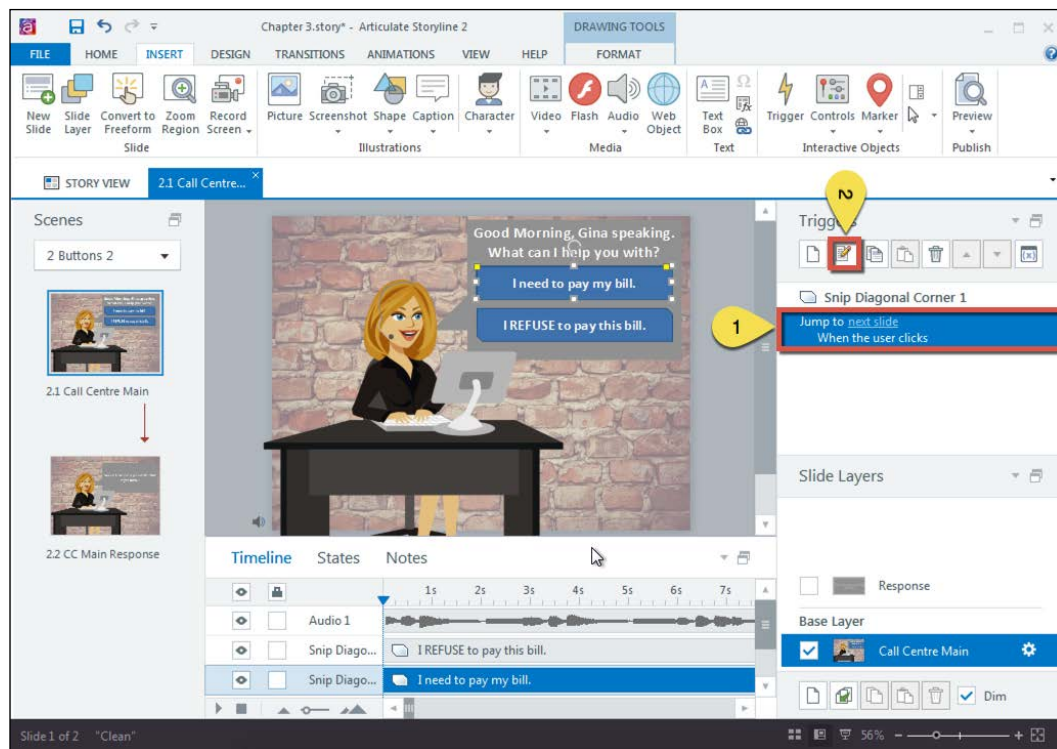 Chapter 3.story* - Articulate Storyline 2
DRAWING TOOLS
FILE HOME INSERT DESIGN TRANSITIONS ANIMATIONS VIEW HELP FORMAT
New Slide
Slide Layer
Convert to Freeform
Zoom Region
Record Screen
Picture
Screenshot
Shape
Caption
Character
Video
Flash
Audio
Web Object
Text Box
Trigger
Controls
Marker
Preview
Slide
Illustrations
Media
Text
Interactive Objects
Publish
STORY VIEW
2.1 Call Centre...
Scenes
2 Buttons 2
2.1 Call Centre Main
2.2 CC Main Response
Good Morning, Gina speaking.
What can I help you with?
I need to pay my bill.
I REFUSE to pay this bill.
1
2
Triggers
Snip Diagonal Corner 1
Jump to next slide
When the user clicks
Slide Layers
Response
Base Layer
Call Centre Main
Dim
Timeline States Notes
1s 2s 3s 4s 5s 6s 7s
Audio 1
Snip Diago... I REFUSE to pay this bill.
Snip Diago... I need to pay my bill.
Slide 1 of 2 "Clean"
56%